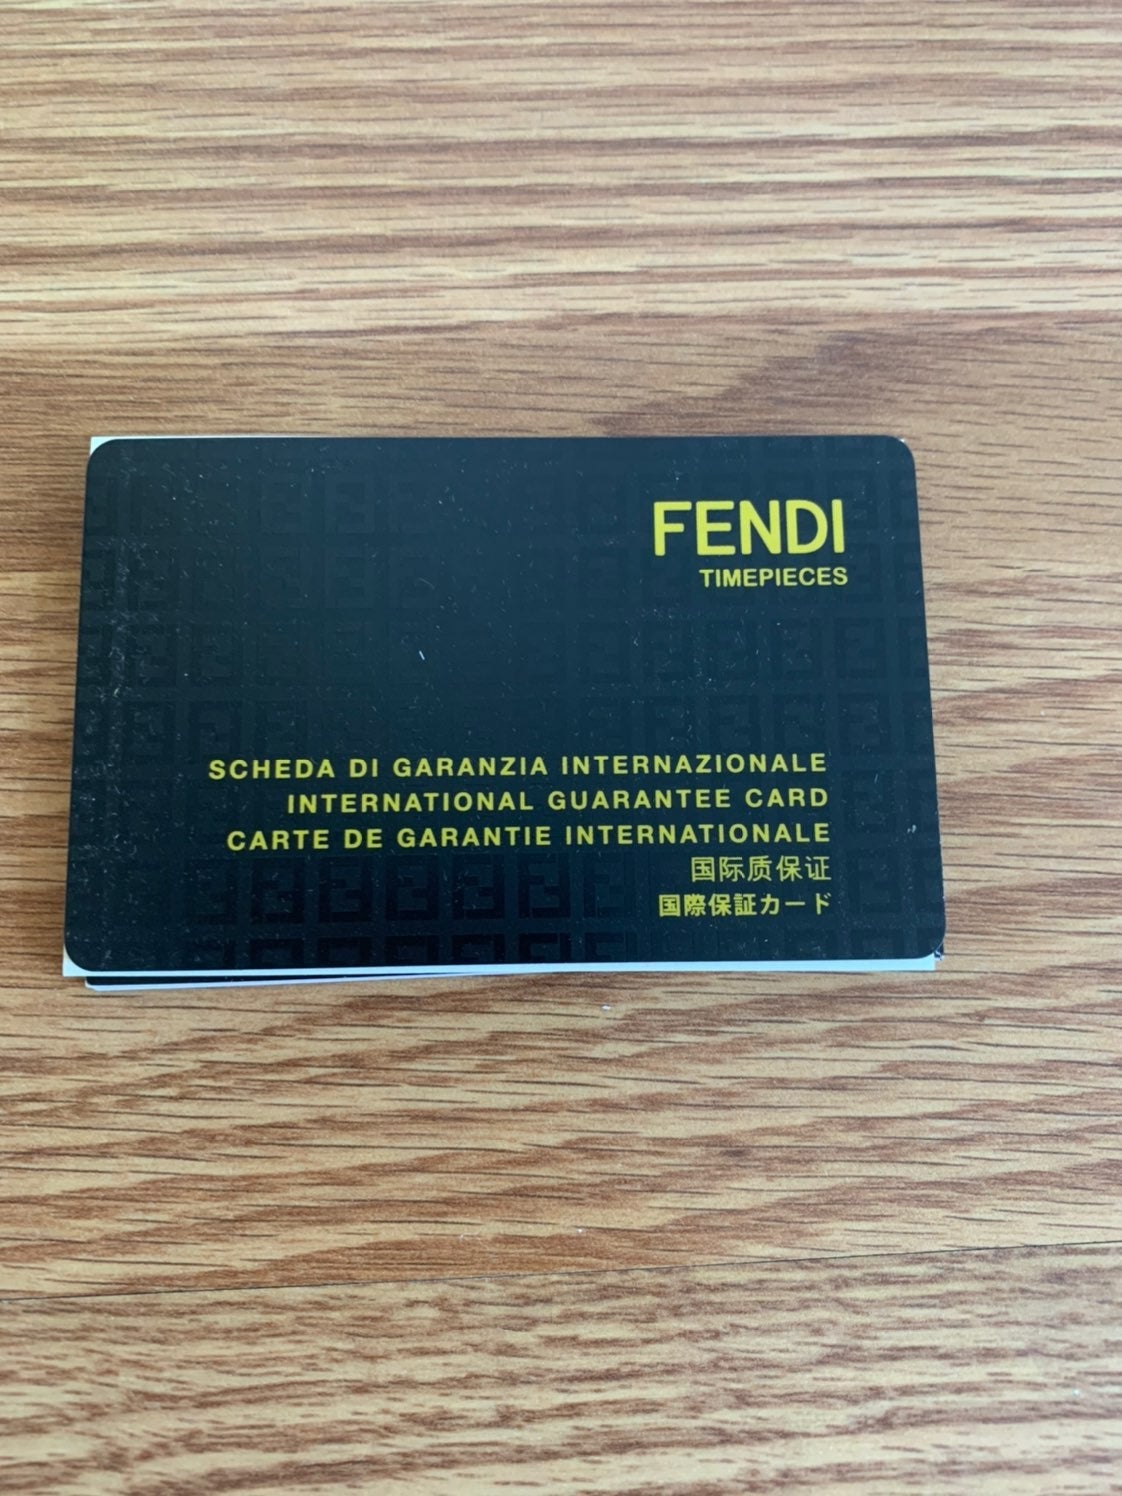 FENDI
TIMEPIECES
SCHEDA DI GARANZIA INTERNAZIONALE
INTERNATIONAL GUARANTEE CARD
CARTE DE GARANTIE INTERNATIONALE
国际质保证
国際保証カード